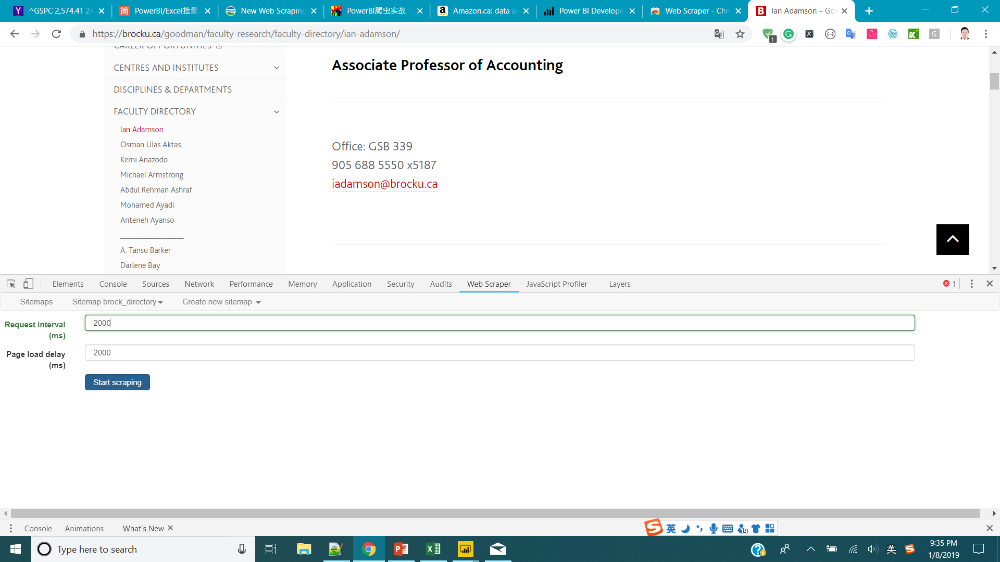 ^GSPC 2,574.41 24
PowerBI/Excel批量
New Web Scraping
PowerBI爬虫实战
Amazon.ca: data a
Power BI Develope
Web Scraper - Chr
Ian Adamson – Go
https://brocku.ca/goodman/faculty-research/faculty-directory/ian-adamson/
1
CAREER OPPORTUNITIES
CENTRES AND INSTITUTES
DISCIPLINES & DEPARTMENTS
FACULTY DIRECTORY
Ian Adamson
Osman Ulas Aktas
Kemi Anazodo
Michael Armstrong
Abdul Rehman Ashraf
Mohamed Ayadi
Anteneh Ayanso
A. Tansu Barker
Darlene Bay
Associate Professor of Accounting
Office: GSB 339
905 688 5550 x5187
iadamson@brocku.ca
Elements Console Sources Network Performance Memory Application Security Audits Web Scraper JavaScript Profiler Layers 1
Sitemaps Sitemap brock_directory Create new sitemap
Request interval
(ms)
2000
Page load delay
(ms)
2000
Start scraping
Console Animations What's New
英
Type here to search
英
9:35 PM
1/8/2019